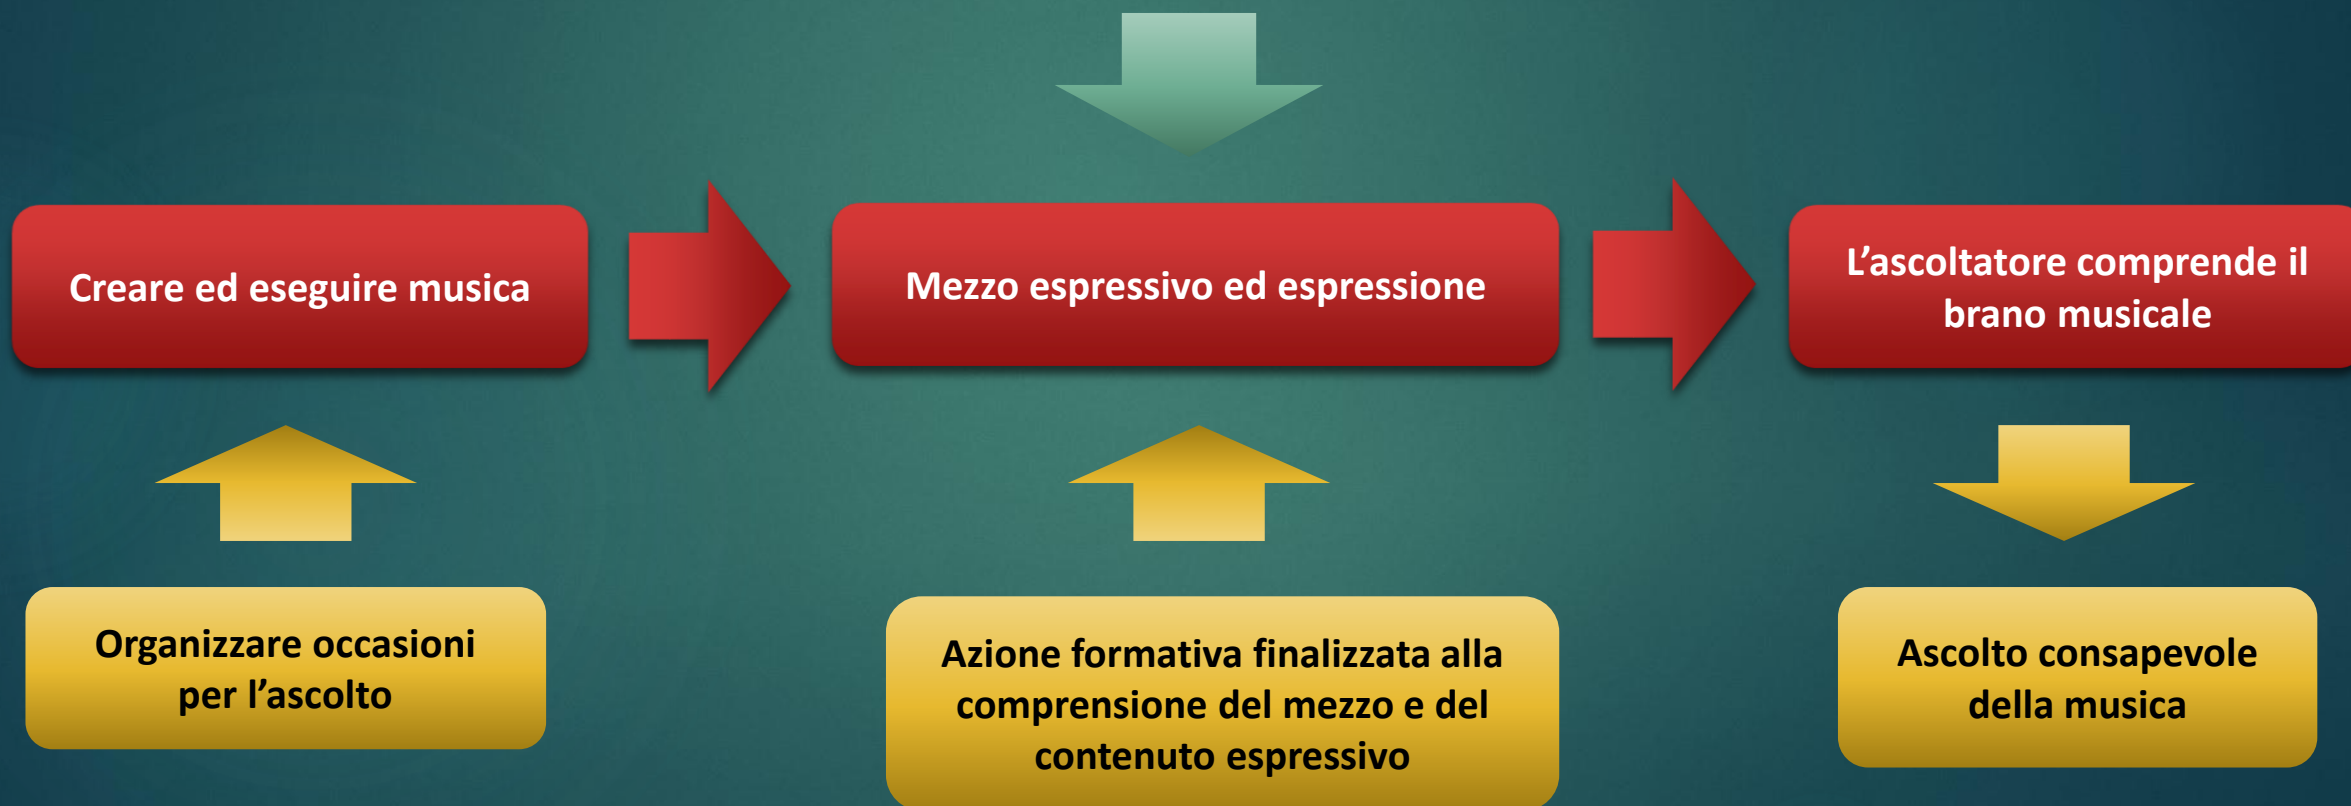 Creare ed eseguire musica
Mezzo espressivo ed espressione
L’ascoltatore comprende il
brano musicale
Organizzare occasioni
per l’ascolto
Azione formativa finalizzata alla
comprensione del mezzo e del
contenuto espressivo
Ascolto consapevole
della musica